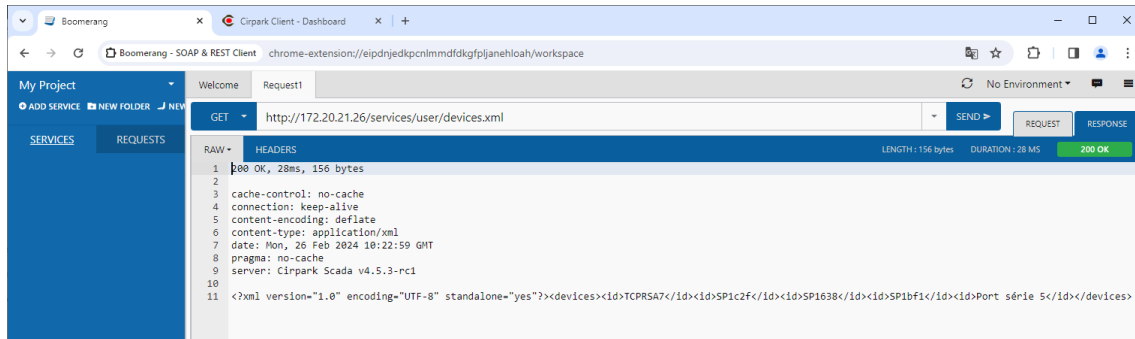 Boomerang
Cirpark Client - Dashboard
Boomerang - SOAP & REST Client
chrome-extension://eipdnjedkpcnlmmdfdkgfpljanehloah/workspace
My Project
Welcome
Request1
No Environment
ADD SERVICE
NEW FOLDER
NEW
GET
http://172.20.21.26/services/user/devices.xml
SEND
REQUEST
RESPONSE
SERVICES
REQUESTS
RAW
HEADERS
LENGTH : 156 bytes
DURATION : 28 MS
200 OK
1 200 OK, 28ms, 156 bytes
2
3 cache-control: no-cache
4 connection: keep-alive
5 content-encoding: deflate
6 content-type: application/xml
7 date: Mon, 26 Feb 2024 10:22:59 GMT
8 pragma: no-cache
9 server: Cirpark Scada v4.5.3-rc1
10
11 <?xml version="1.0" encoding="UTF-8" standalone="yes"?><devices><id>TCPRSA7</id><id>SP1c2f</id><id>SP1638</id><id>SP1bf1</id><id>Port série 5</id></devices>